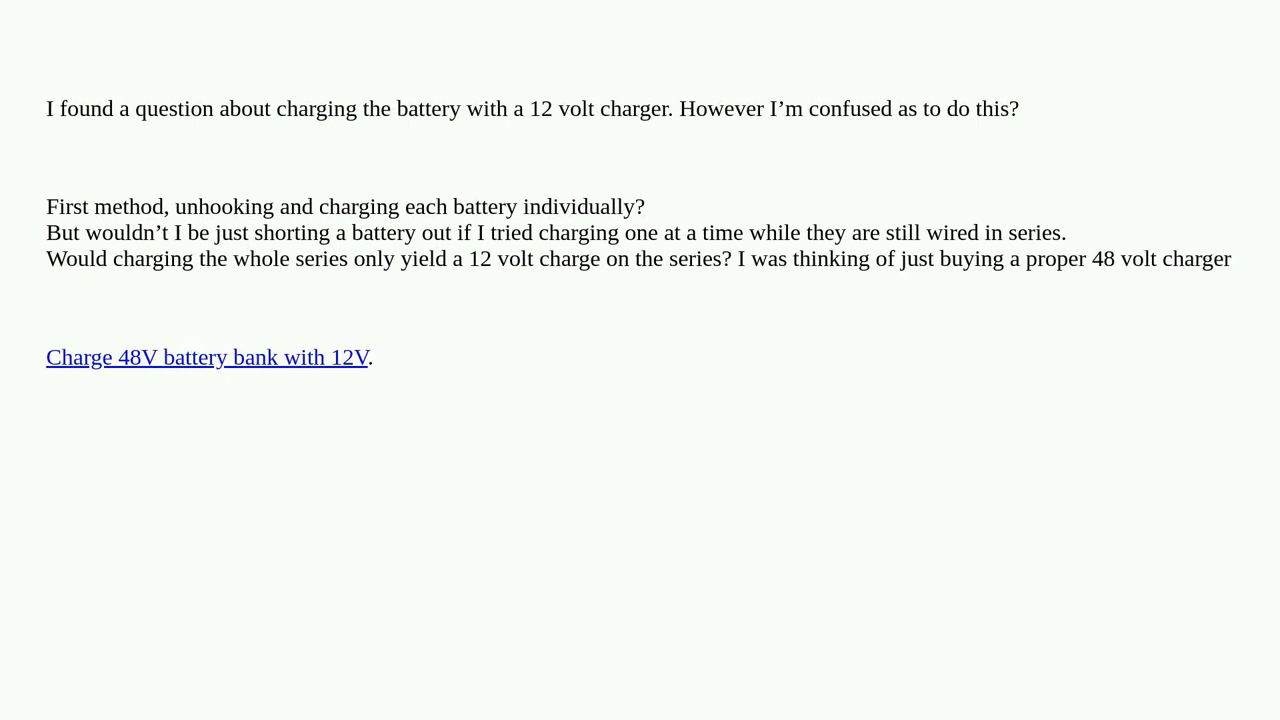 I found a question about charging the battery with a 12 volt charger. However I’m confused as to do this?
First method, unhooking and charging each battery individually?
But wouldn’t I be just shorting a battery out if I tried charging one at a time while they are still wired in series.
Would charging the whole series only yield a 12 volt charge on the series? I was thinking of just buying a proper 48 volt charger
Charge 48V battery bank with 12V.